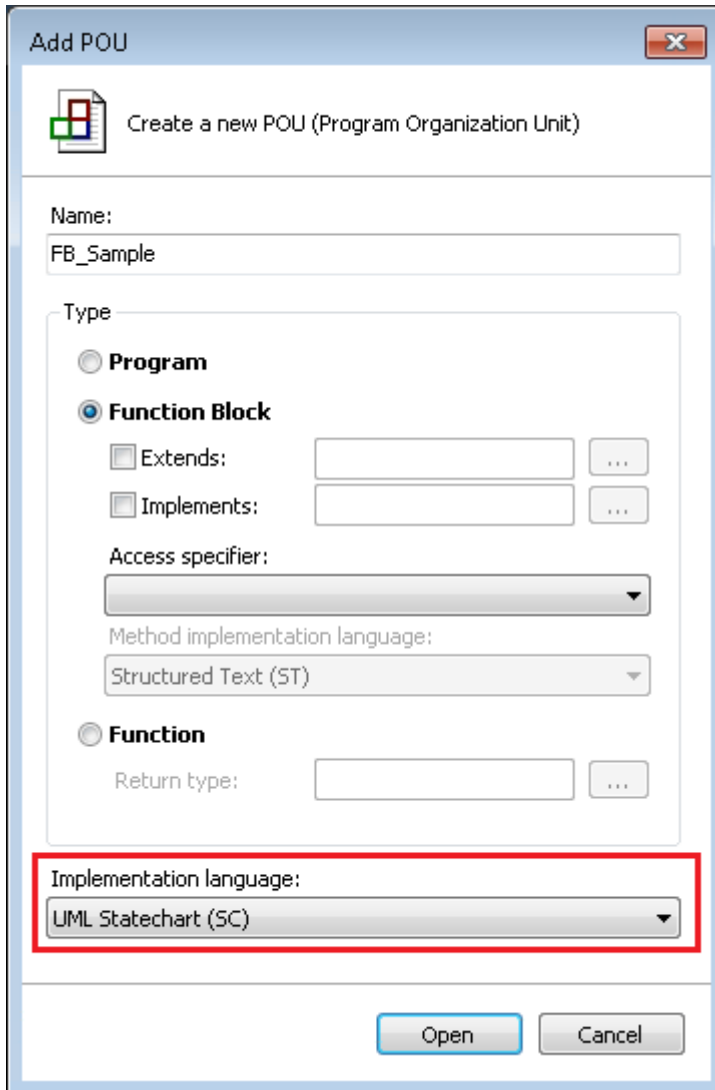 Add POU
Create a new POU (Program Organization Unit)
Name:
FB_Sample
Type
Program
Function Block
Extends:
...
Implements:
...
Access specifier:
Method implementation language:
Structured Text (ST)
Function
Return type:
...
Implementation language:
UML Statechart (SC)
Open Cancel